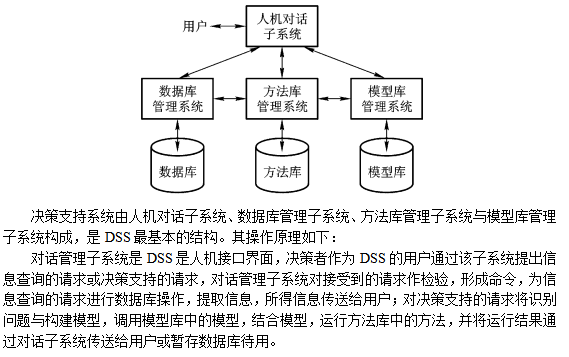 用户
人机对话
子系统
数据库
管理系统
方法库
管理系统
模型库
管理系统
数据库
方法库
模型库
决策支持系统由人机对话子系统、数据库管理子系统、方法库管理子系统与模型库管理
子系统构成，是 DSS 最基本的结构。其操作原理如下：
对话管理子系统是 DSS 是人机接口界面，决策者作为 DSS 的用户通过该子系统提出信
息查询的请求或决策支持的请求，对话管理子系统对接受到的请求作检验，形成命令，为信
息查询的请求进行数据库操作，提取信息，所得信息传送给用户；对决策支持的请求将识别
问题与构建模型，调用模型库中的模型，结合模型，运行方法库中的方法，并将运行结果通
过对话子系统传送给用户或暂存数据库待用。